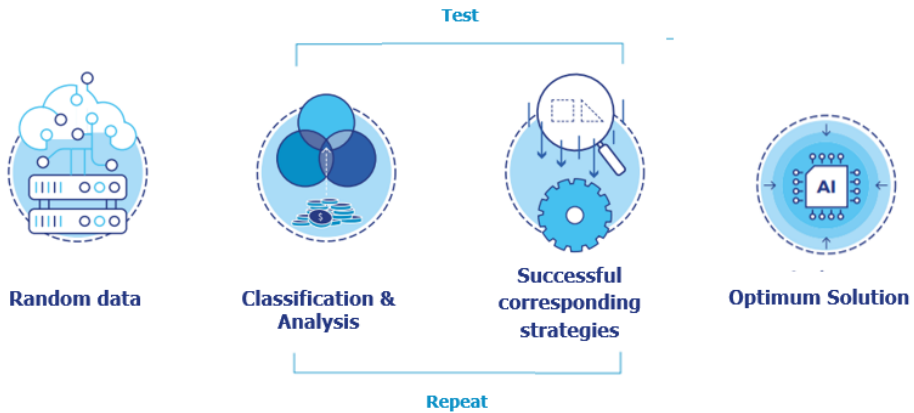 Test
AI
$
Random data
Classification &
Analysis
Successful
corresponding
strategies
Optimum Solution
Repeat